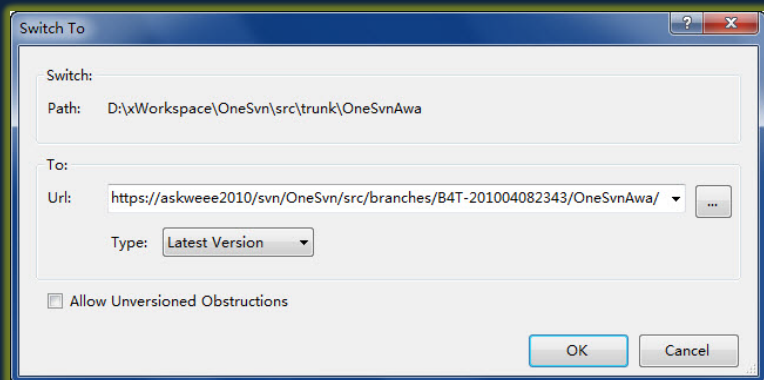 Switch To
?
Switch:
Path: D:\xWorkspace\OneSvn\src\trunk\OneSvnAwa
To:
Url: https://askweee2010/svn/OneSvn/src/branches/B4T-201004082343/OneSvnAwa/ ...
Type: Latest Version
Allow Unversioned Obstructions
OK Cancel